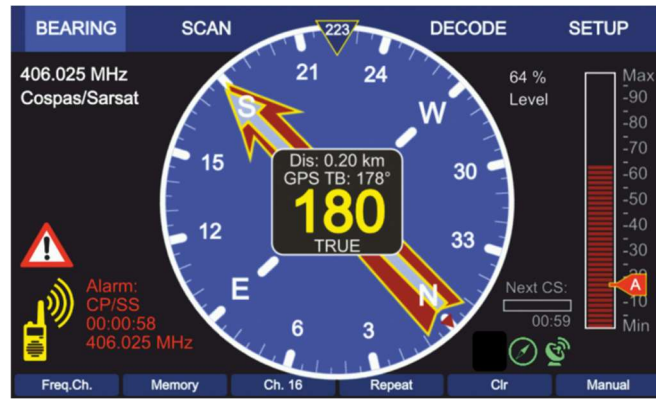 BEARING
SCAN
223
DECODE
SETUP
406.025 MHz
Cospas/Sarsat
21
24
64 %
Level
Max
-90
-80
-70
-60
-50
-40
-30
-10
Min
S
W
15
30
Dis: 0.20 km
GPS TB: 178°
180
TRUE
12
33
E
N
6
3
Alarm:
CP/SS
00:00:58
406.025 MHz
Next CS:
00:59
A
Freq.Ch.
Memory
Ch. 16
Repeat
Clr
Manual